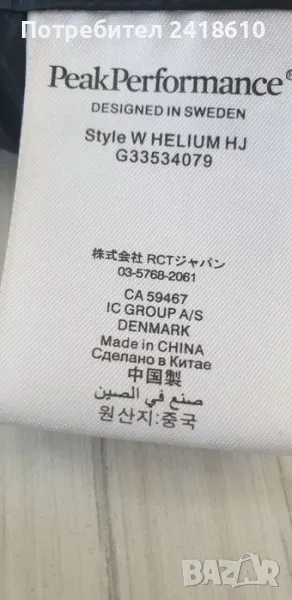 Потребител 2418610
PeakPerformance®
DESIGNED IN SWEDEN
Style W HELIUM HJ
G33534079
株式会社 RCTジャパン
03-5768-2061
CA 59467
IC GROUP A/S
DENMARK
Made in CHINA
Сделано в Китае
中国製
صنع في الصين
원산지:중국
BAZAR